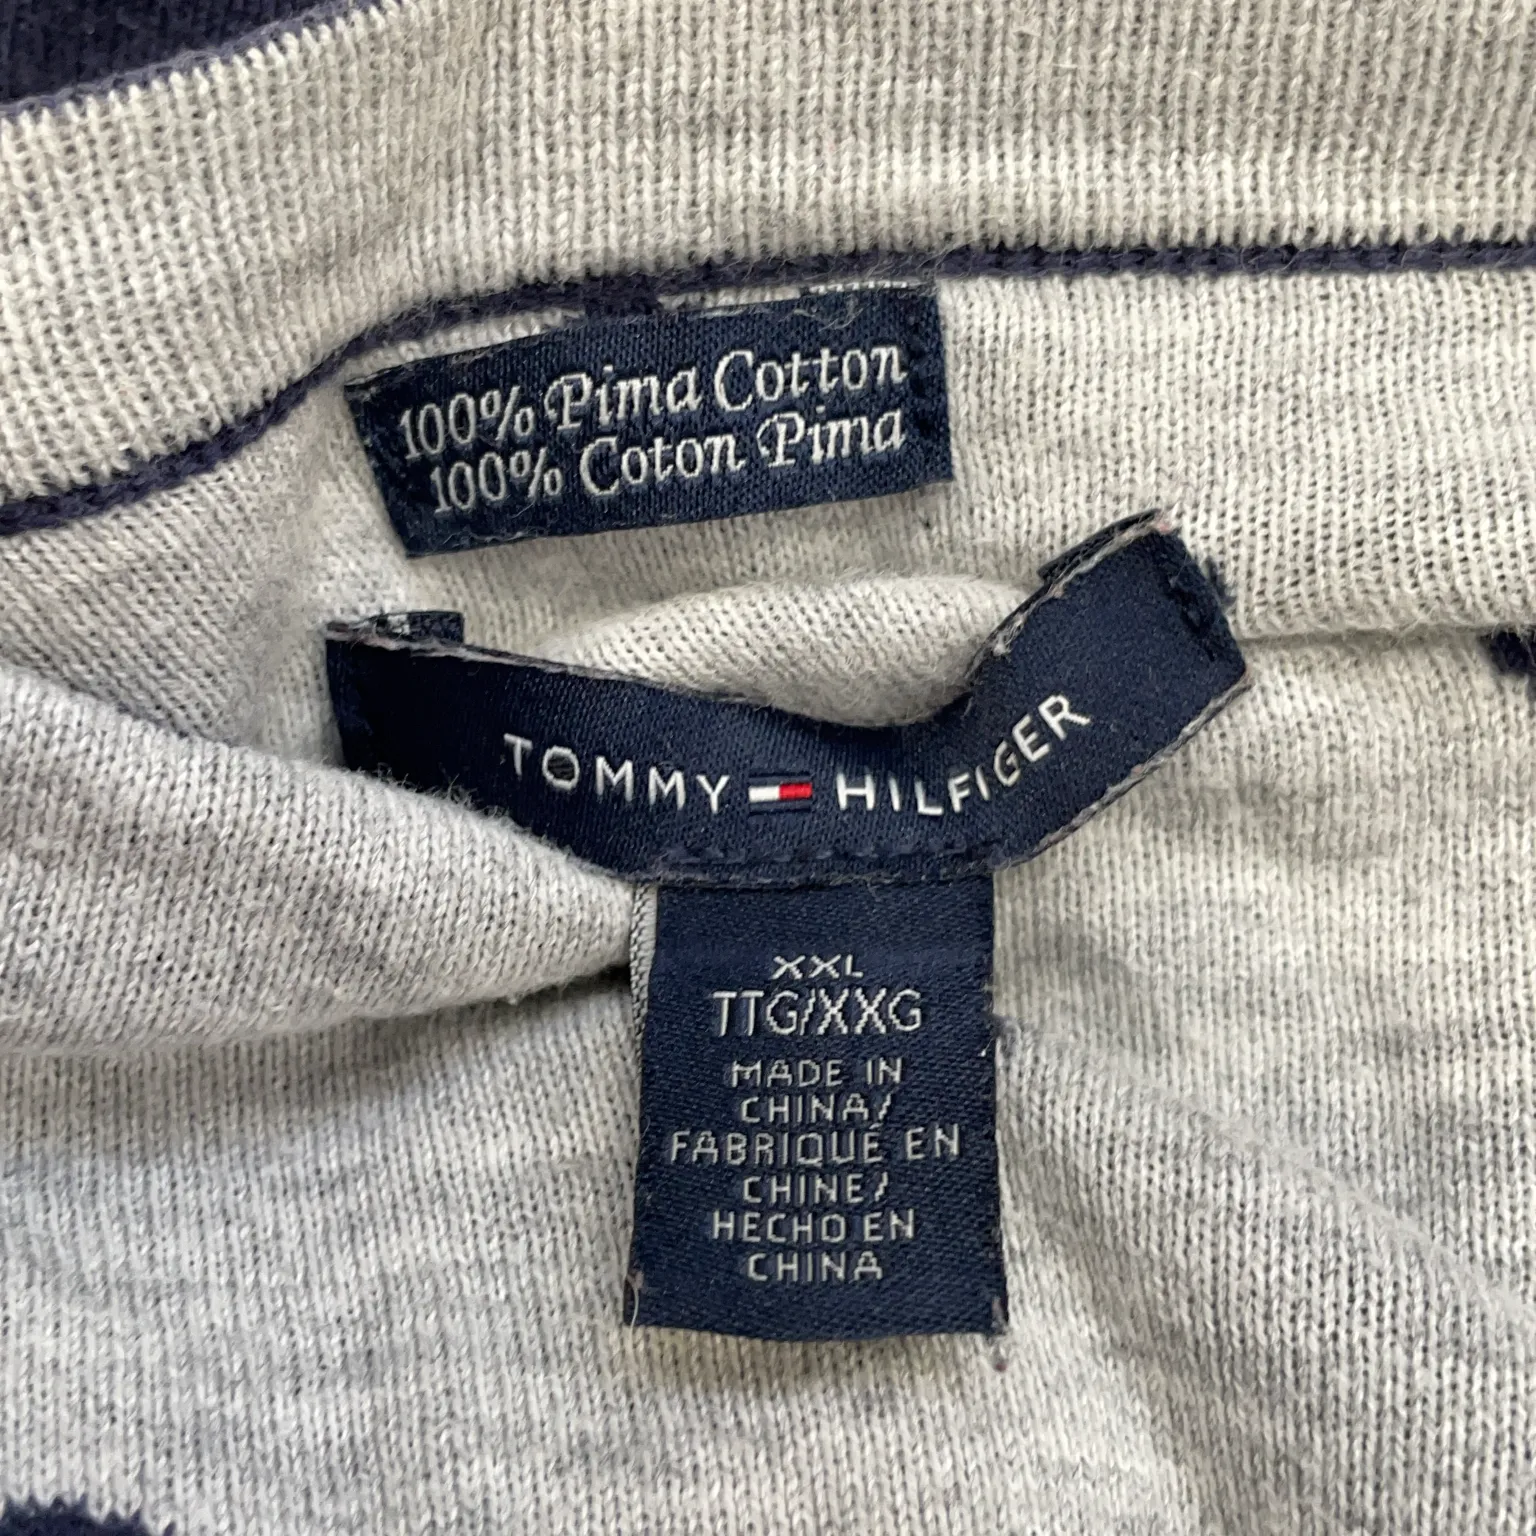 100% Pima Cotton
100% Coton Pima
TOMMY HILFIGER
XXL
TTG/XXG
MADE IN
CHINA/
FABRIQUÉ EN
CHINE/
HECHO EN
CHINA